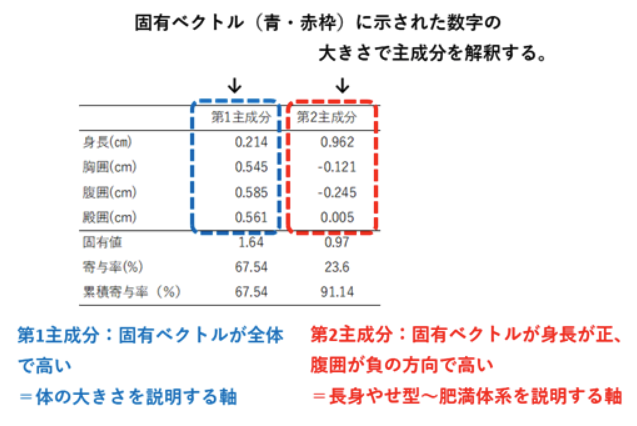 固有ベクトル（青・赤枠）に示された数字の
大きさで主成分を解釈する。
↓ ↓
第1主成分 第2主成分
身長(㎝) 0.214 0.962
胸囲(cm) 0.545 -0.121
腹囲(cm) 0.585 -0.245
殿囲(cm) 0.561 0.005
固有値 1.64 0.97
寄与率(%) 67.54 23.6
累積寄与率（%） 67.54 91.14
第1主成分：固有ベクトルが全体
で高い
＝体の大きさを説明する軸
第2主成分：固有ベクトルが身長が正、
腹囲が負の方向で高い
＝長身やせ型～肥満体系を説明する軸